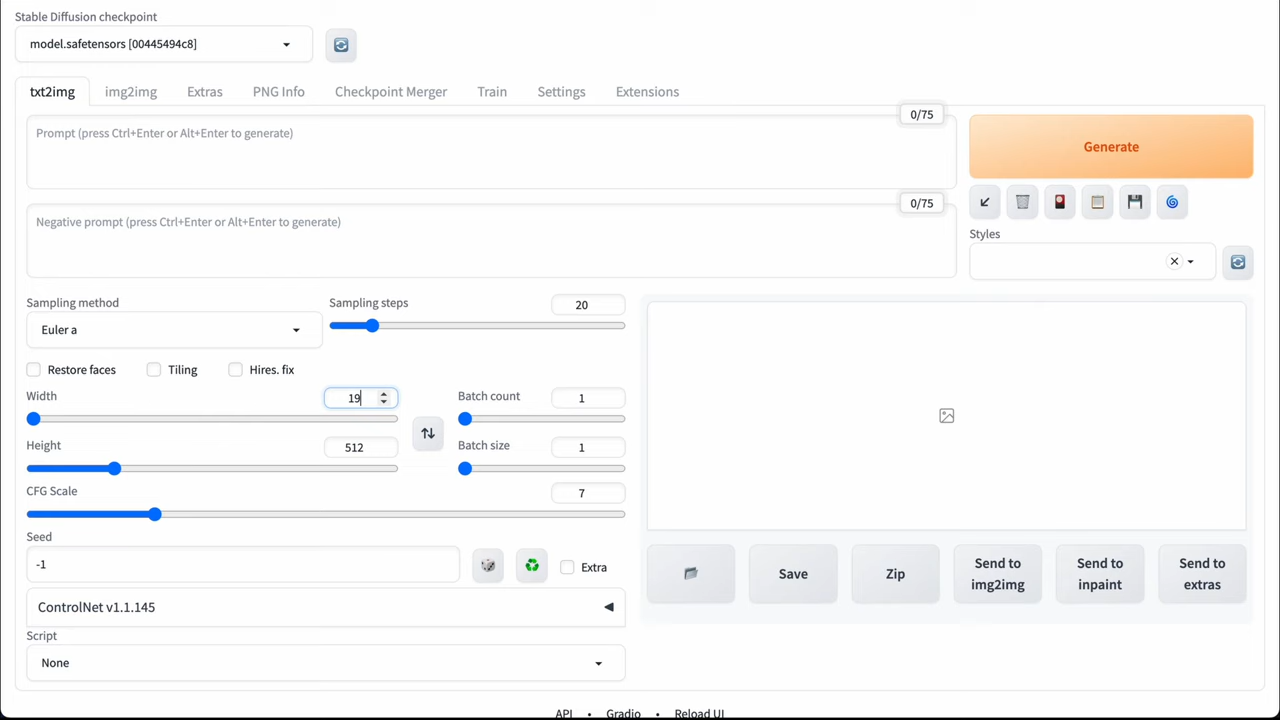 Stable Diffusion checkpoint
model.safetensors [00445494c8]
txt2img img2img Extras PNG Info Checkpoint Merger Train Settings Extensions
0/75
Prompt (press Ctrl+Enter or Alt+Enter to generate)
Generate
0/75
Negative prompt (press Ctrl+Enter or Alt+Enter to generate)
Styles
Sampling method
Euler a
Sampling steps
20
Restore faces Tiling Hires. fix
Width
19
Batch count
1
Height
512
Batch size
1
CFG Scale
7
Seed
-1
Extra
Save
Zip
Send to
img2img
Send to
inpaint
Send to
extras
ControlNet v1.1.145
Script
None
API • Gradio • Reload UI